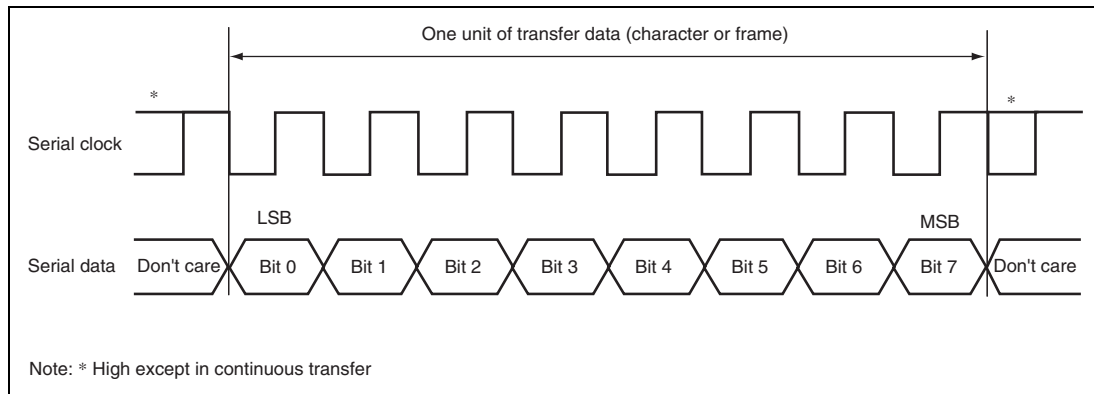 One unit of transfer data (character or frame)
* *
Serial clock
LSB MSB
Serial data Don't care Bit 0 Bit 1 Bit 2 Bit 3 Bit 4 Bit 5 Bit 6 Bit 7 Don't care
Note: * High except in continuous transfer